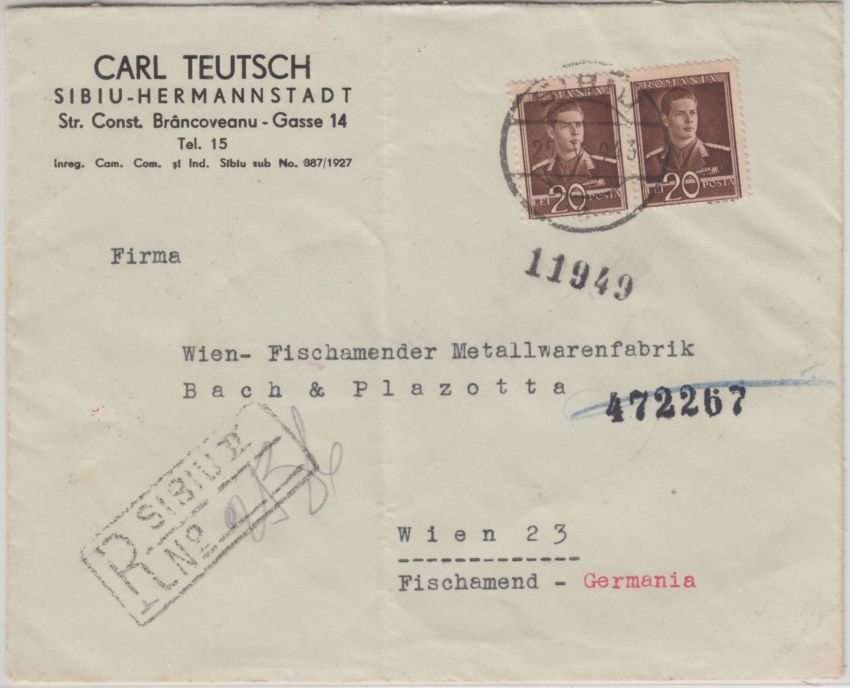 CARL TEUTSCH
SIBIU-HERMANNSTADT
Str. Const. Brâncoveanu - Gasse 14
Tel. 15
Inreg. Cam. Com. și Ind. Sibiu sub No. 887/1927
ROMANIA
LEI 20 POSTA
ROMANIA
LEI 20 POSTA
SIBIU
11949
Firma
Wien- Fischamender Metallwarenfabrik
Bach & Plazotta
472267
R SIBIU
No
Wien 23
Fischamend - Germania